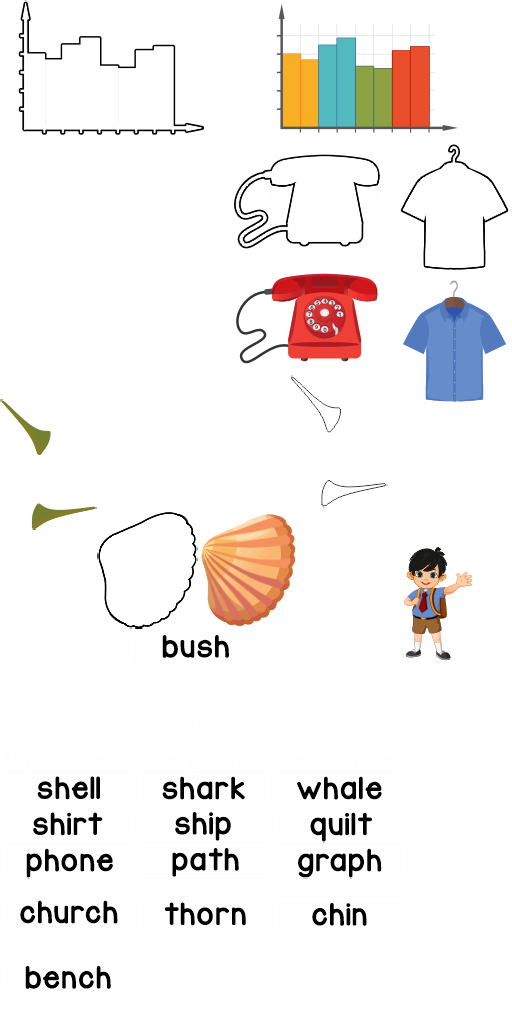 bush
shell shark whale
shirt ship quilt
phone path graph
church thorn chin
bench